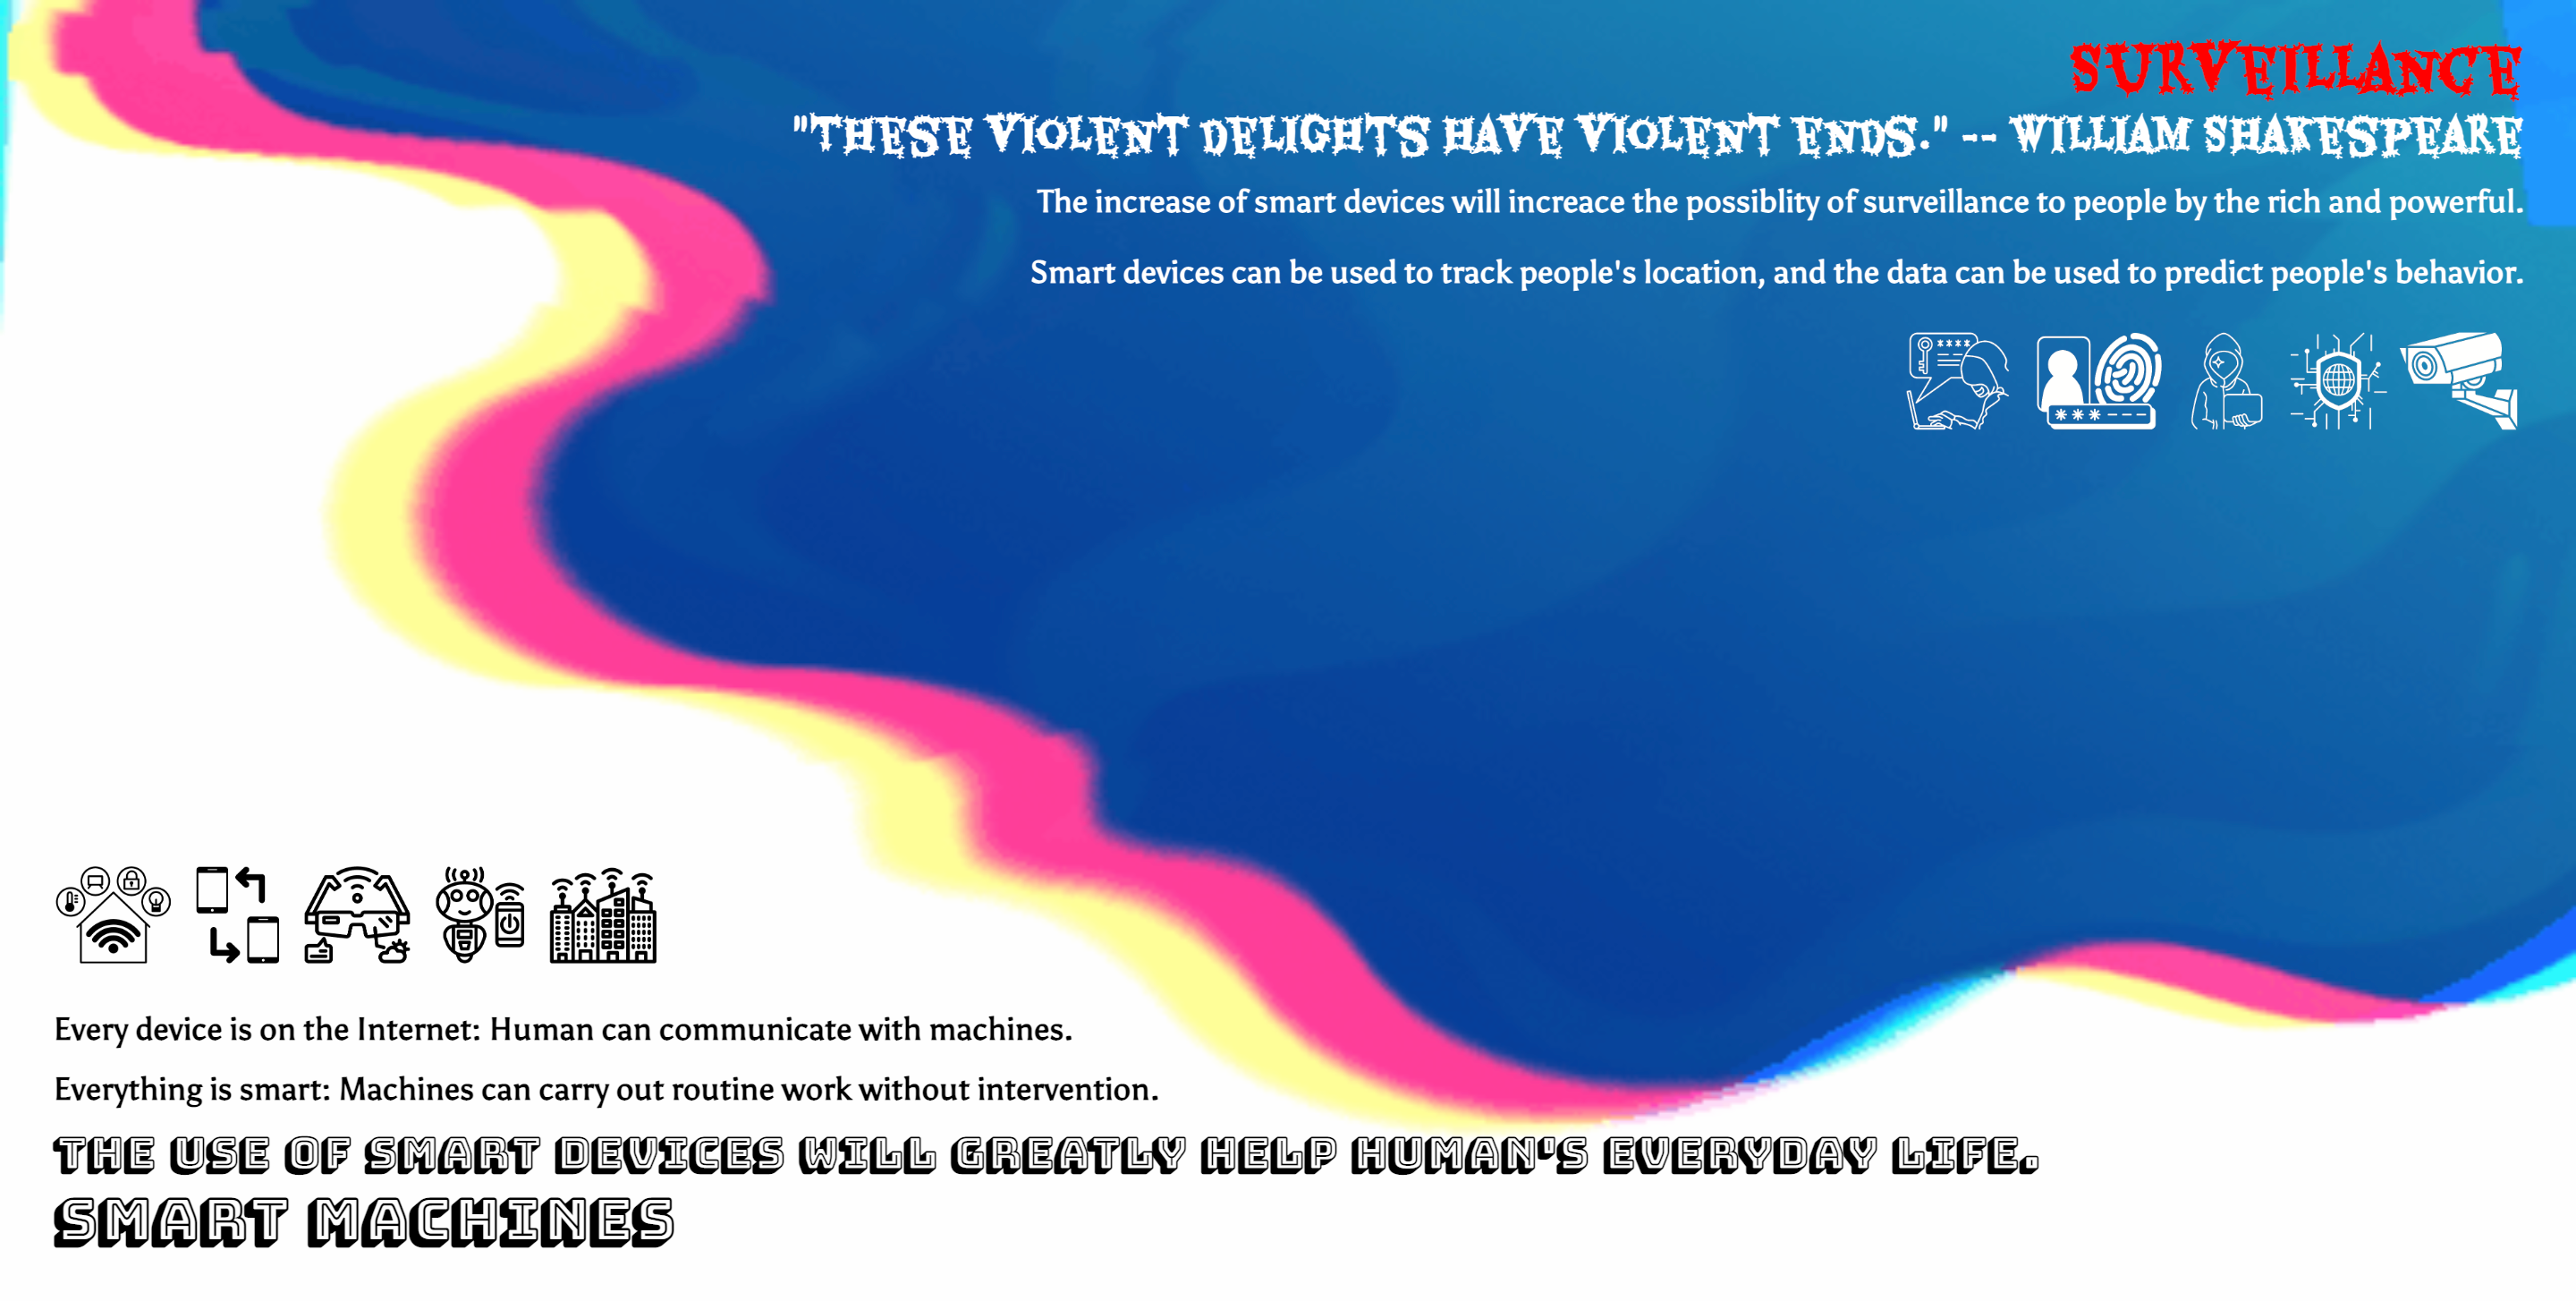 SURVEILLANCE
"THESE VIOLENT DELIGHTS HAVE VIOLENT ENDS." -- WILLIAM SHAKESPEARE
The increase of smart devices will increace the possiblity of surveillance to people by the rich and powerful.
Smart devices can be used to track people's location, and the data can be used to predict people's behavior.
****
***---
Every device is on the Internet: Human can communicate with machines.
Everything is smart: Machines can carry out routine work without intervention.
THE USE OF SMART DEVICES WILL GREATLY HELP HUMAN'S EVERYDAY LIFE.
SMART MACHINES